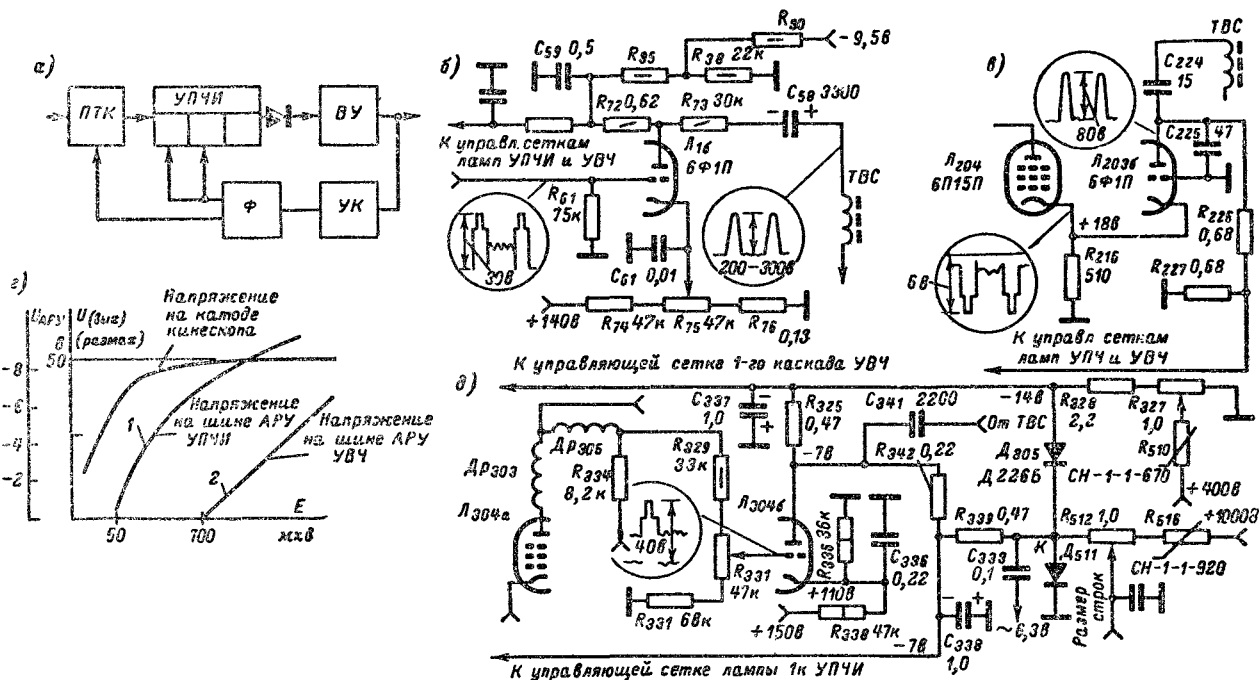 а)
ПТК
УПЧИ
ВУ
Ф
УК
б)
C59 0,5
R95
R38
22к
R90
-9,5в
R72 0,62
R73 30к
C58 3300
- +
К управл. сеткам
ламп УПЧИ и УВЧ
Л1б
6Ф1П
R61
75к
30в
C61 0,01
200-300в
ТВС
+140в
R74 47к
R75 47к
R76
0,13
в)
ТВС
C224
15
80в
C225
47
Л204
6П15П
Л203б
6Ф1П
+18в
6в
R216
510
R226
0,68
R227 0,68
К управл сеткам
ламп УПЧ и УВЧ
г)
UАРУ
в
U(вых)
(размах)
50
-8
-6
-4
-2
Напряжение
на катоде
кинескопа
1
Напряжение
на шине АРУ
УПЧИ
Напряжение
на шине АРУ
УВЧ
2
E
мкв
50
700
д)
К управляющей сетке 1-го каскада УВЧ
C337
1,0
- +
R325
0,47
C341
2200
От ТВС
-14в
R328
2,2
R327
1,0
R510
СН-1-1-670
+400в
Др305
Др303
R334
8,2к
R329
33к
-7в
R342 0,22
Д305
Д226Б
Л304а
40в
Л304б
R331
47к
R335 36к
C336
0,22
R339 0,47
C333
0,1
К
R512 1,0
Д511
R516
+1000в
СН-1-1-920
R331 68к
+110в
+150в
R338 47к
-7в
- +
C338
1,0
~6,3в
Размер
строк
К управляющей сетке лампы 1к УПЧИ